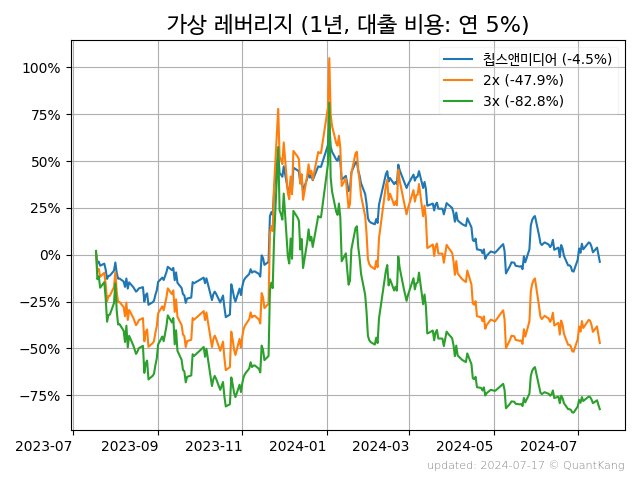 가상 레버리지 (1년, 대출 비용: 연 5%)
칩스앤미디어 (-4.5%)
2x (-47.9%)
3x (-82.8%)
100%
75%
50%
25%
0%
−25%
−50%
−75%
2023-07 2023-09 2023-11 2024-01 2024-03 2024-05 2024-07
updated: 2024-07-17 © QuantKang